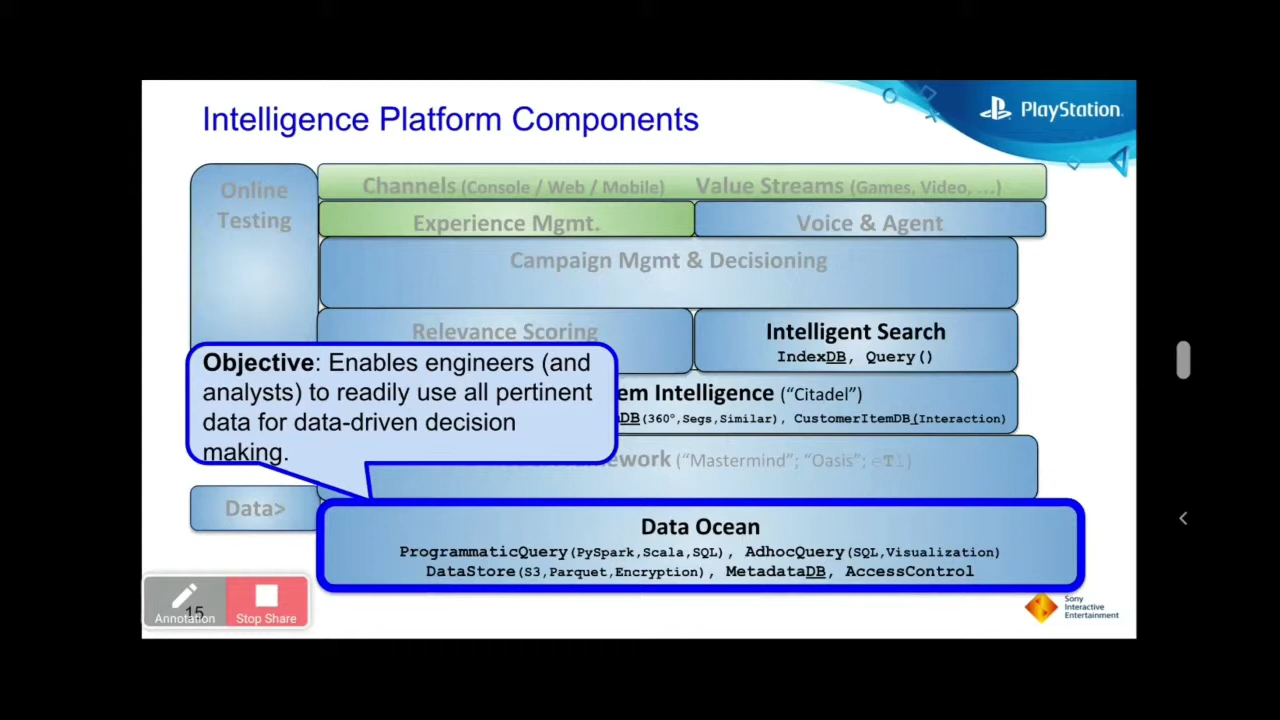 Intelligence Platform Components
PlayStation
Online
Testing
Channels (Console / Web / Mobile) Value Streams (Games, Video, ...)
Experience Mgmt.
Voice & Agent
Campaign Mgmt & Decisioning
Relevance Scoring
Intelligent Search
IndexDB, Query()
Objective: Enables engineers (and
analysts) to readily use all pertinent
data for data-driven decision
making.
Intelligence ("Citadel")
DB(360°,Segs,Similar), CustomerItemDB(Interaction)
("Mastermind"; "Oasis";
Data>
Data Ocean
ProgrammaticQuery(PySpark,Scala,SQL), AdhocQuery(SQL,Visualization)
DataStore(S3,Parquet,Encryption), MetadataDB, AccessControl
15
Annotation
Stop Share
Sony
Interactive
Entertainment